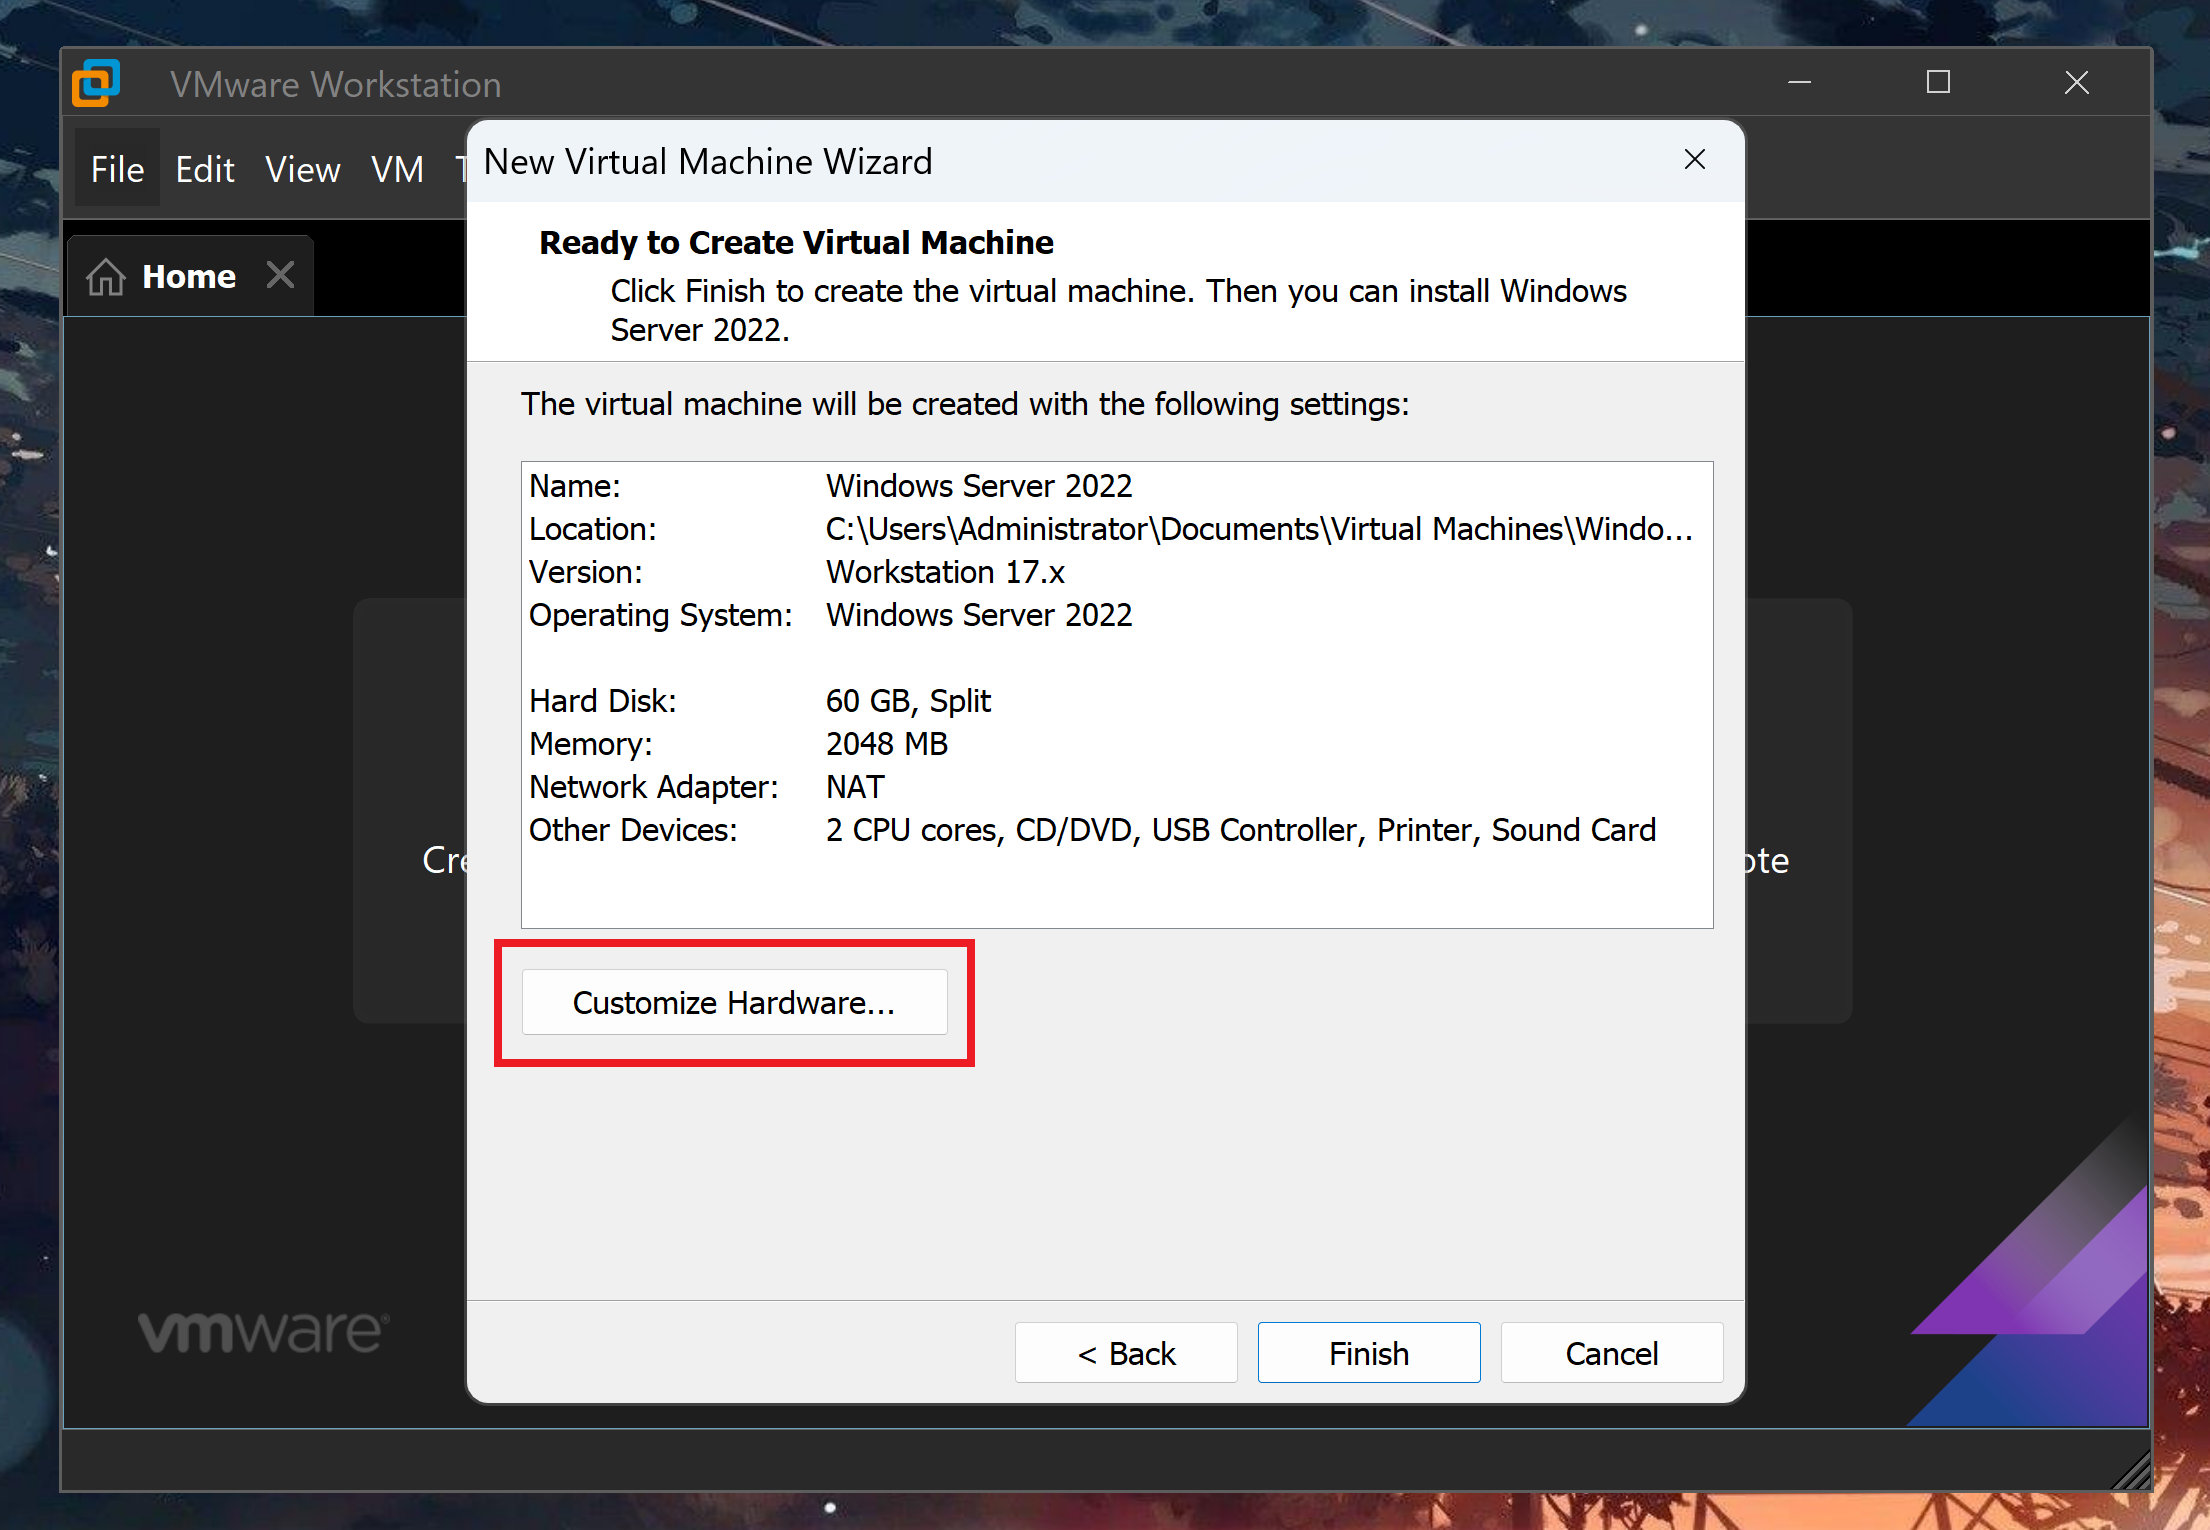 VMware Workstation
File Edit View VM T
New Virtual Machine Wizard
Home
Ready to Create Virtual Machine
Click Finish to create the virtual machine. Then you can install Windows
Server 2022.
The virtual machine will be created with the following settings:
Name: Windows Server 2022
Location: C:\Users\Administrator\Documents\Virtual Machines\Windo...
Version: Workstation 17.x
Operating System: Windows Server 2022
Hard Disk: 60 GB, Split
Memory: 2048 MB
Network Adapter: NAT
Other Devices: 2 CPU cores, CD/DVD, USB Controller, Printer, Sound Card
Cre
ote
Customize Hardware...
vmware®
< Back Finish Cancel